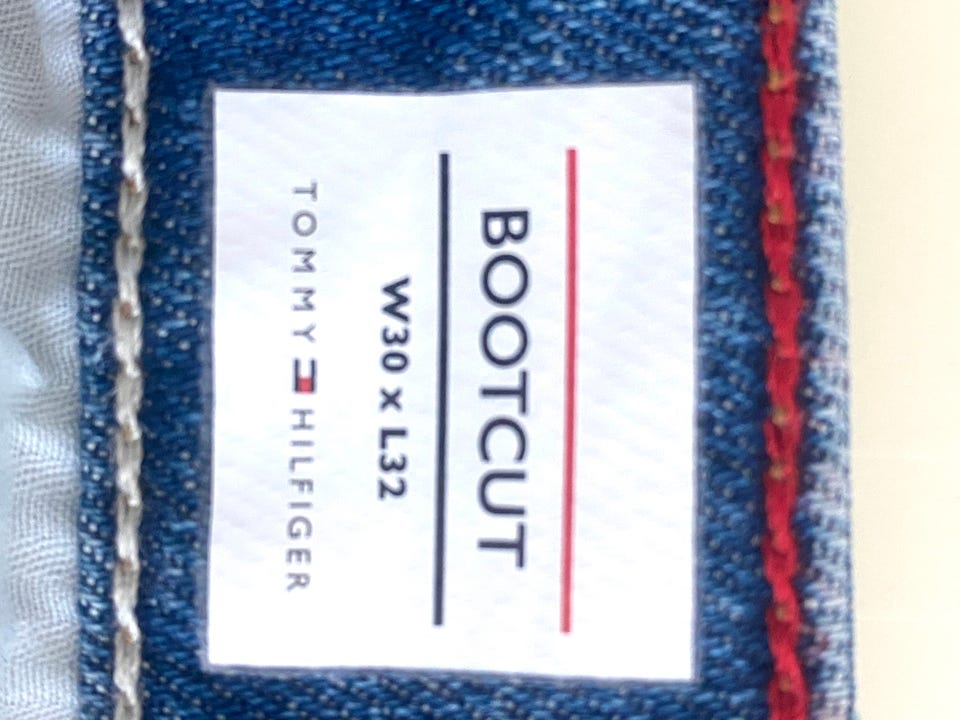 BOOTCUT
W30 x L32
TOMMY HILFIGER